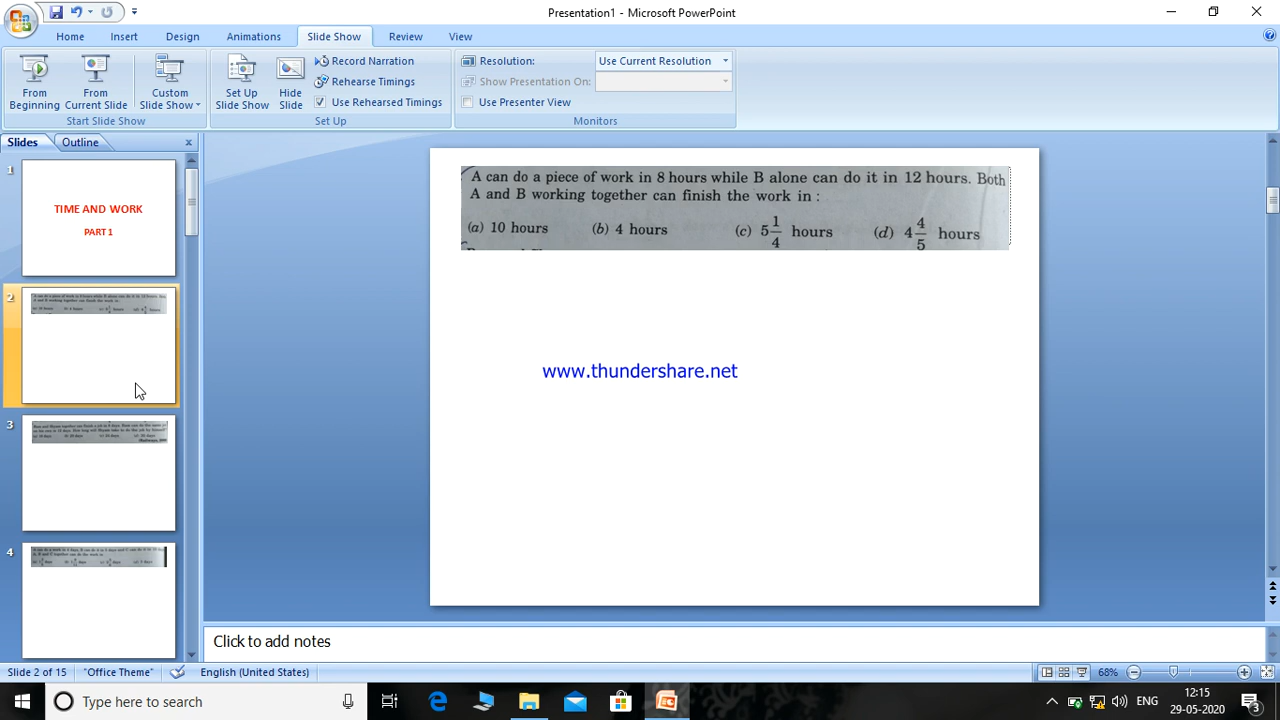 Presentation1 - Microsoft PowerPoint
Home Insert Design Animations Slide Show Review View
From Beginning
From Current Slide
Custom Slide Show
Start Slide Show
Set Up Slide Show
Hide Slide
Record Narration
Rehearse Timings
Use Rehearsed Timings
Set Up
Resolution: Use Current Resolution
Show Presentation On:
Use Presenter View
Monitors
Slides Outline
1
TIME AND WORK
PART 1
2
3
4
A can do a piece of work in 8 hours while B alone can do it in 12 hours. Both
A and B working together can finish the work in :
(a) 10 hours (b) 4 hours (c) 5 1/4 hours (d) 4 4/5 hours
www.thundershare.net
Click to add notes
Slide 2 of 15 "Office Theme" English (United States) 68%
Type here to search
ENG
12:15
29-05-2020
3